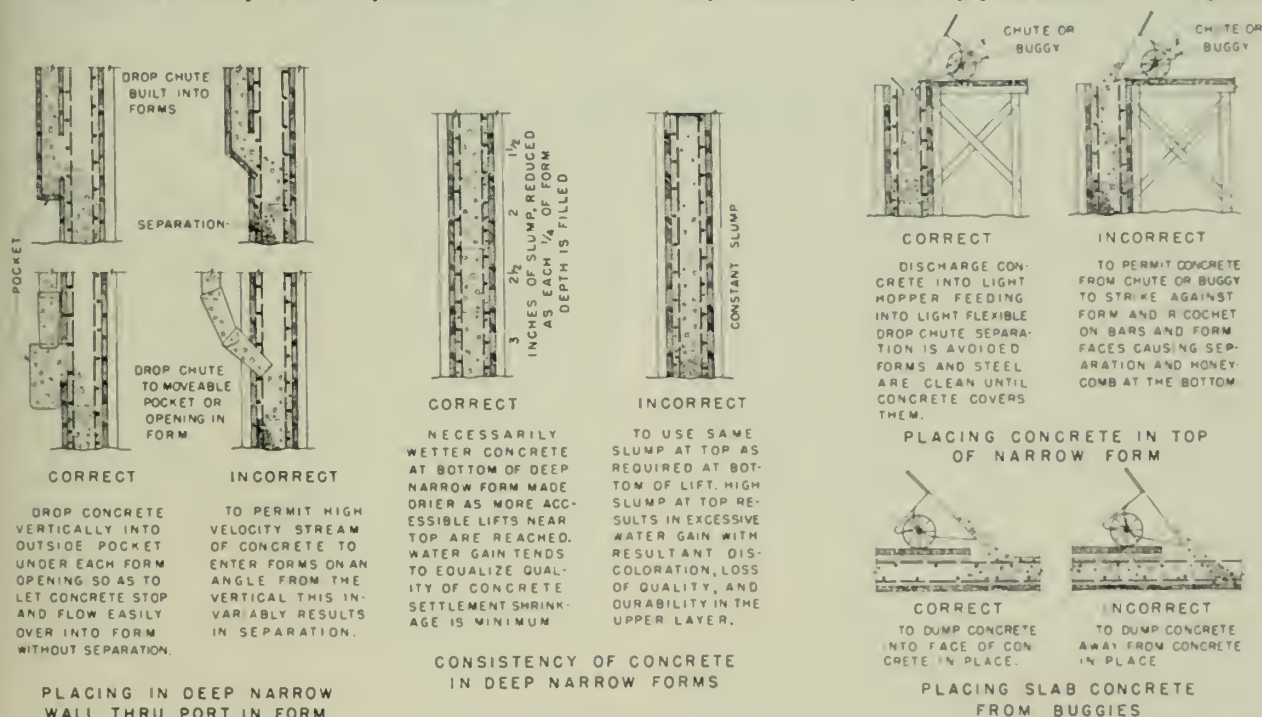 DROP CHUTE
BUILT INTO
FORMS
SEPARATION-
POCKET
DROP CHUTE
TO MOVEABLE
POCKET OR
OPENING IN
FORM
CORRECT
DROP CONCRETE
VERTICALLY INTO
OUTSIDE POCKET
UNDER EACH FORM
OPENING SO AS TO
LET CONCRETE STOP
AND FLOW EASILY
OVER INTO FORM
WITHOUT SEPARATION.
INCORRECT
TO PERMIT HIGH
VELOCITY STREAM
OF CONCRETE TO
ENTER FORMS ON AN
ANGLE FROM THE
VERTICAL THIS IN-
VARIABLY RESULTS
IN SEPARATION.
PLACING IN DEEP NARROW
WALL THRU PORT IN FORM
3 2½ 2 1½
INCHES OF SLUMP, REDUCED
AS EACH ¼ OF FORM
DEPTH IS FILLED
CONSTANT SLUMP
CORRECT
NECESSARILY
WETTER CONCRETE
AT BOTTOM OF DEEP
NARROW FORM MADE
DRIER AS MORE ACC-
ESSIBLE LIFTS NEAR
TOP ARE REACHED.
WATER GAIN TENDS
TO EQUALIZE QUAL-
ITY OF CONCRETE
SETTLEMENT SHRINK-
AGE IS MINIMUM
INCORRECT
TO USE SAME
SLUMP AT TOP AS
REQUIRED AT BOT-
TOM OF LIFT. HIGH
SLUMP AT TOP RE-
SULTS IN EXCESSIVE
WATER GAIN WITH
RESULTANT DIS-
COLORATION, LOSS
OF QUALITY, AND
DURABILITY IN THE
UPPER LAYER.
CONSISTENCY OF CONCRETE
IN DEEP NARROW FORMS
CHUTE OR
BUGGY
CHUTE OR
BUGGY
CORRECT
DISCHARGE CON-
CRETE INTO LIGHT
HOPPER FEEDING
INTO LIGHT FLEXIBLE
DROP CHUTE SEPARA-
TION IS AVOIDED
FORMS AND STEEL
ARE CLEAN UNTIL
CONCRETE COVERS
THEM.
INCORRECT
TO PERMIT CONCRETE
FROM CHUTE OR BUGGY
TO STRIKE AGAINST
FORM AND RICOCHET
ON BARS AND FORM
FACES CAUSING SEP-
ARATION AND HONEY-
COMB AT THE BOTTOM
PLACING CONCRETE IN TOP
OF NARROW FORM
CORRECT
TO DUMP CONCRETE
INTO FACE OF CON
CRETE IN PLACE.
INCORRECT
TO DUMP CONCRETE
AWAY FROM CONCRETE
IN PLACE
PLACING SLAB CONCRETE
FROM BUGGIES